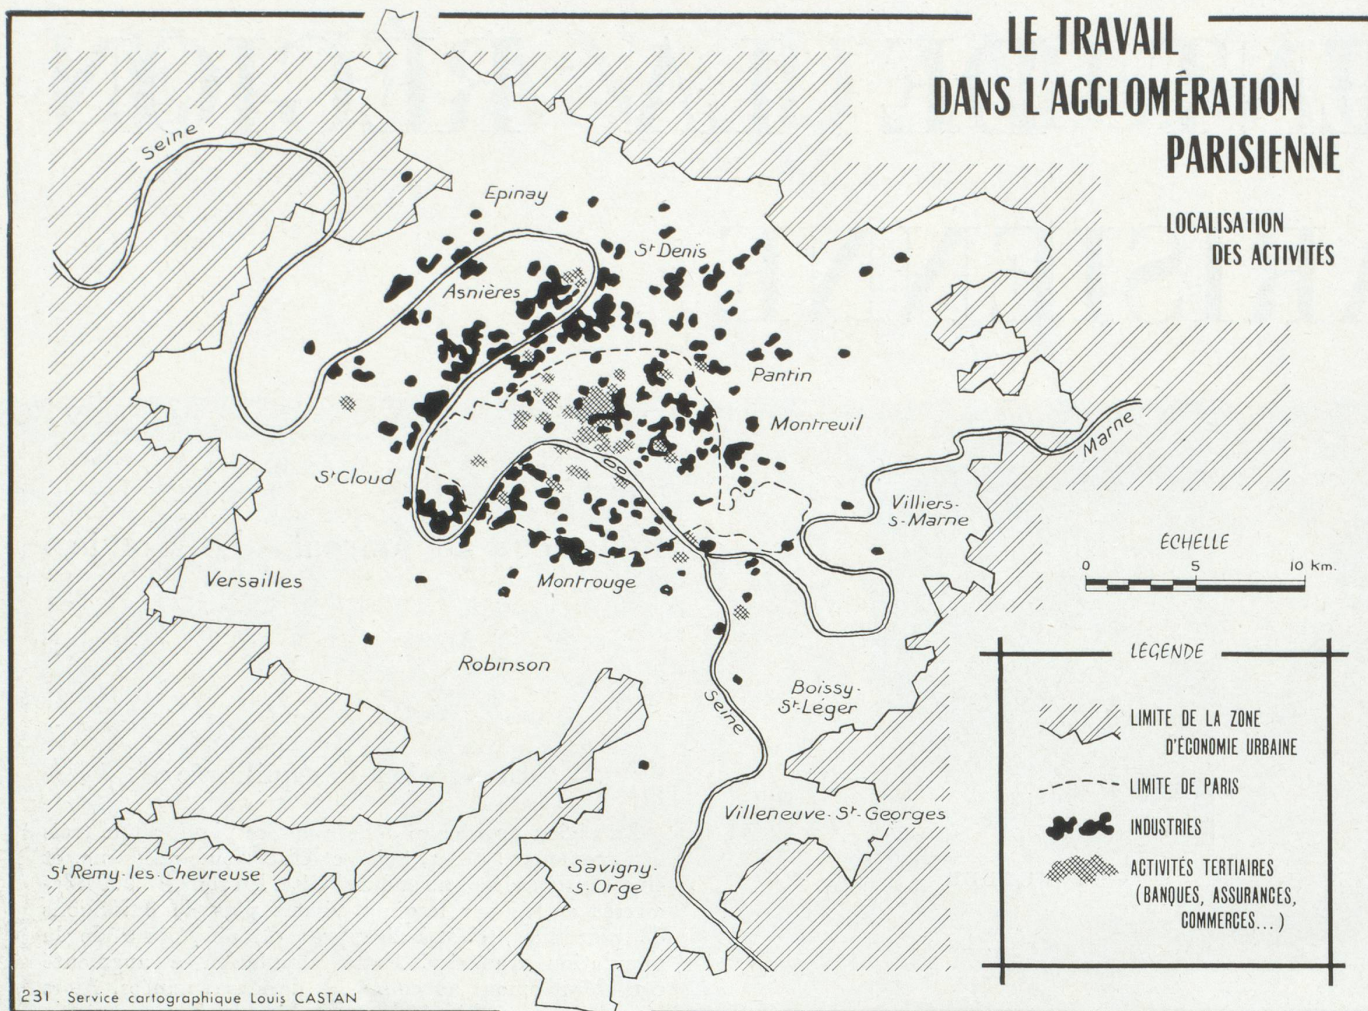 LE TRAVAIL
DANS L'AGGLOMÉRATION
PARISIENNE
LOCALISATION
DES ACTIVITÉS
Seine
Epinay
St Denis
Asnières
Pantin
Montreuil
Marne
St Cloud
Villiers-
s-Marne
Versailles
Montrouge
Robinson
Boissy-
St-Léger
Seine
Villeneuve-St-Georges
St Rémy-les-Chevreuse
Savigny-
s-Orge
ÉCHELLE
0 5 10 km.
LÉGENDE
LIMITE DE LA ZONE
D'ÉCONOMIE URBAINE
LIMITE DE PARIS
INDUSTRIES
ACTIVITÉS TERTIAIRES
(BANQUES, ASSURANCES,
COMMERCES...)
231. Service cartographique Louis CASTAN